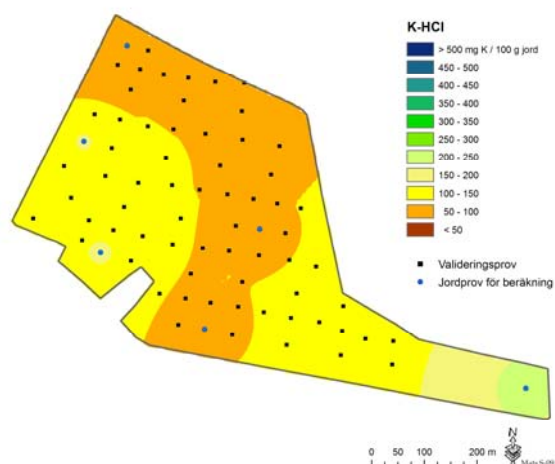 K-HCl
> 500 mg K / 100 g jord
450 - 500
400 - 450
350 - 400
300 - 350
250 - 300
200 - 250
150 - 200
100 - 150
50 - 100
< 50
Valideringsprov
Jordprov för beräkning
N
0 50 100 200 m